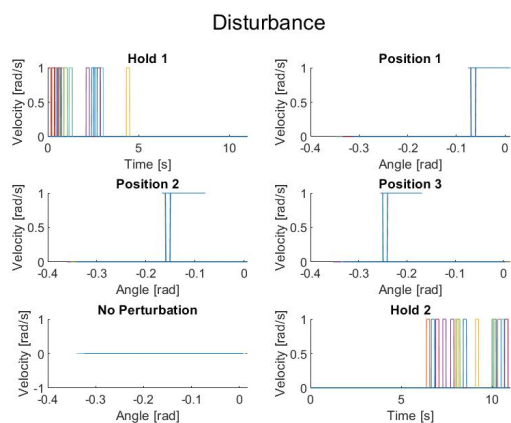 Disturbance
Hold 1
Velocity [rad/s]
1
0.5
0
0 5 10
Time [s]
Position 1
Velocity [rad/s]
1
0.5
0
-0.4 -0.3 -0.2 -0.1 0
Angle [rad]
Position 2
Velocity [rad/s]
1
0.5
0
-0.4 -0.3 -0.2 -0.1 0
Angle [rad]
Position 3
Velocity [rad/s]
1
0.5
0
-0.4 -0.3 -0.2 -0.1 0
Angle [rad]
No Perturbation
Velocity [rad/s]
1
0
-1
-0.4 -0.3 -0.2 -0.1 0
Angle [rad]
Hold 2
Velocity [rad/s]
1
0.5
0
0 5 10
Time [s]